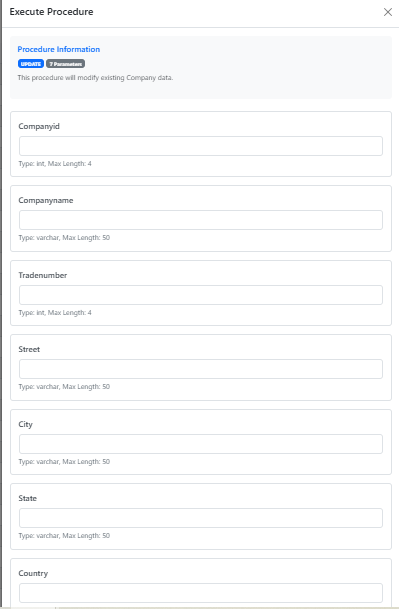 Execute Procedure
Procedure Information
UPDATE 7 Parameters
This procedure will modify existing Company data.
Companyid
Type: int, Max Length: 4
Companyname
Type: varchar, Max Length: 50
Tradenumber
Type: int, Max Length: 4
Street
Type: varchar, Max Length: 50
City
Type: varchar, Max Length: 50
State
Type: varchar, Max Length: 50
Country